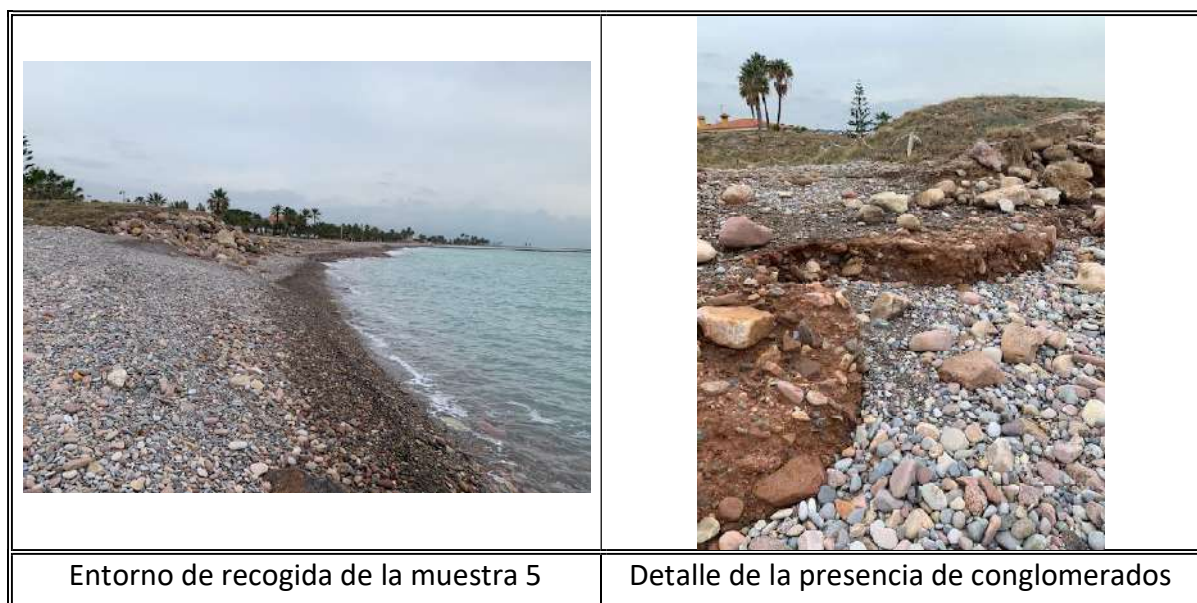 Entorno de recogida de la muestra 5
Detalle de la presencia de conglomerados